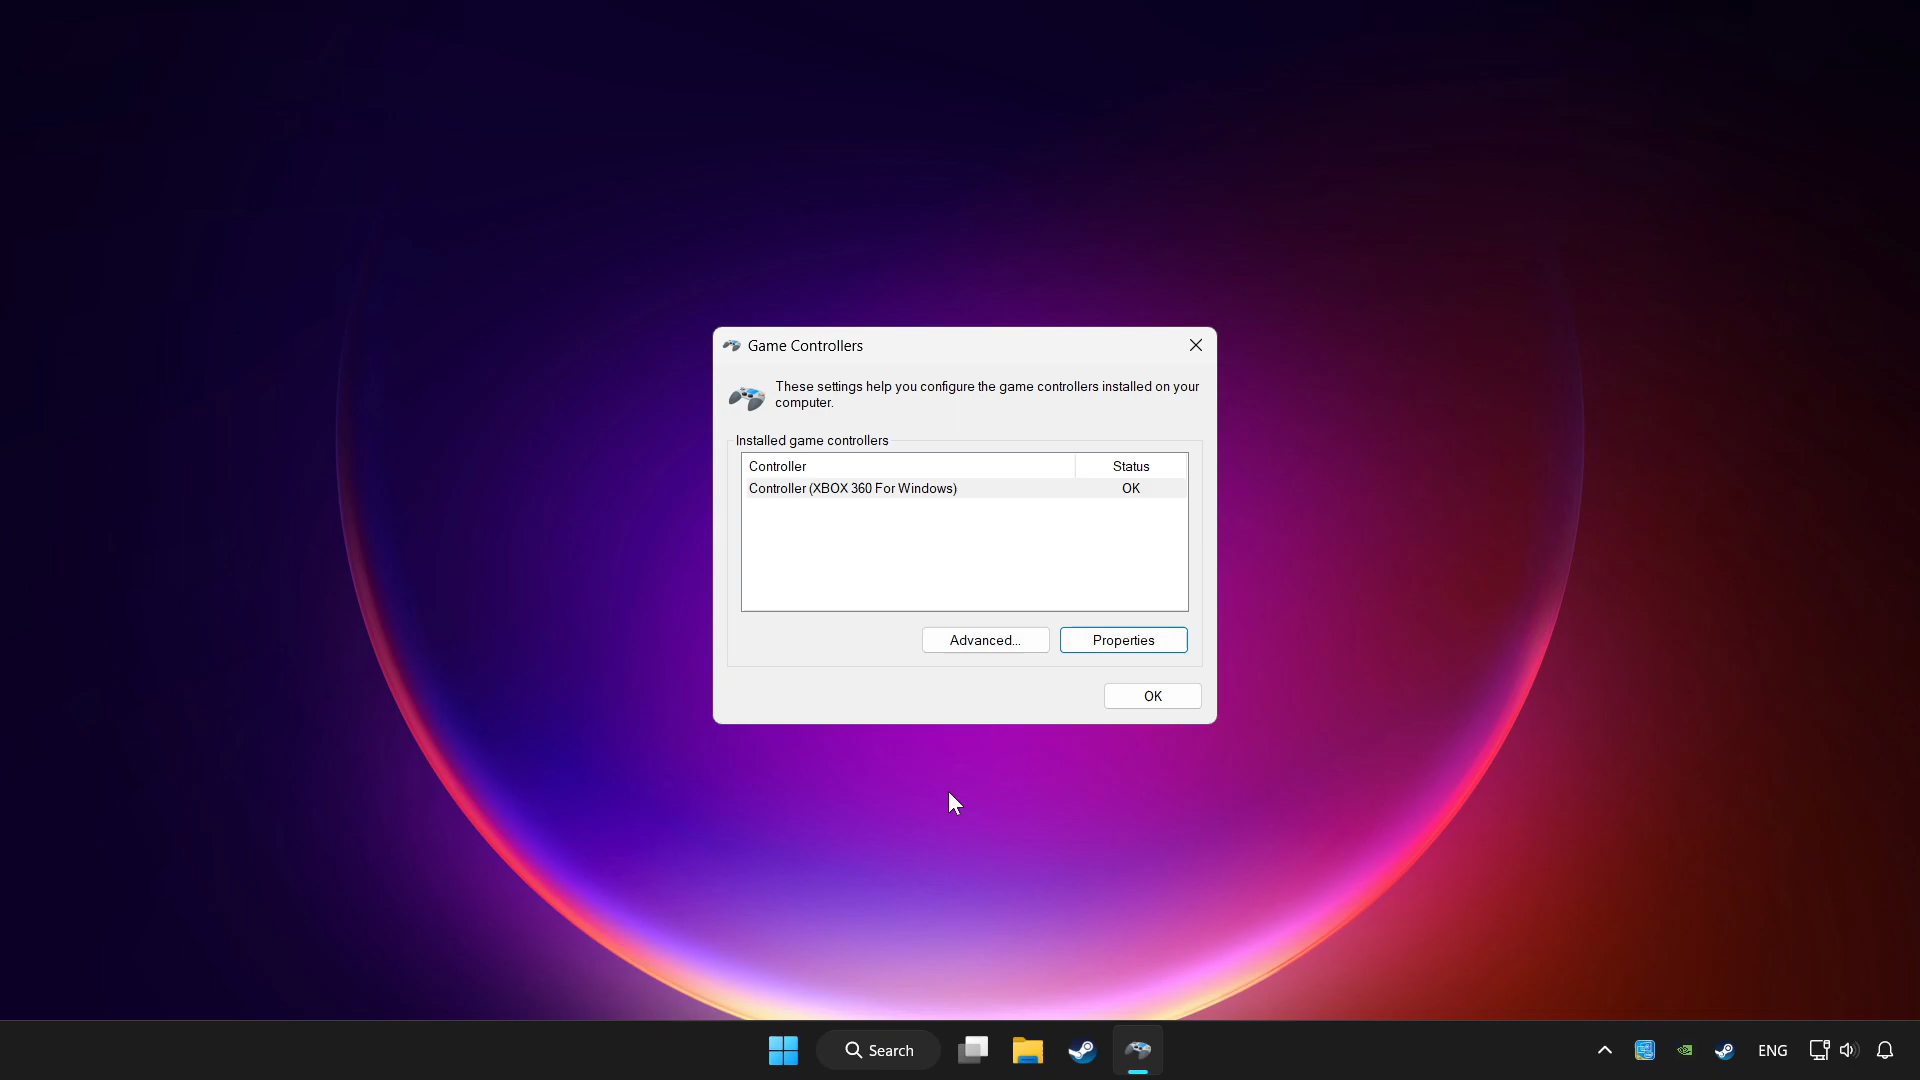 Game Controllers
These settings help you configure the game controllers installed on your
computer.
Installed game controllers
Controller Status
Controller (XBOX 360 For Windows) OK
Advanced... Properties
OK
Search ENG